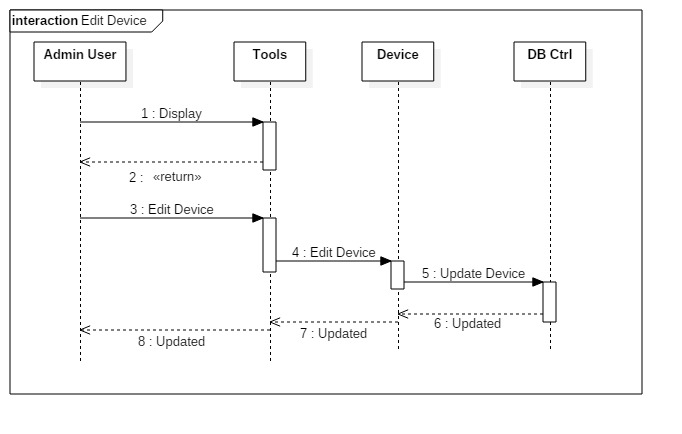 interaction Edit Device
Admin User
Tools
Device
DB Ctrl
1 : Display
2 : «return»
3 : Edit Device
4 : Edit Device
5 : Update Device
6 : Updated
7 : Updated
8 : Updated